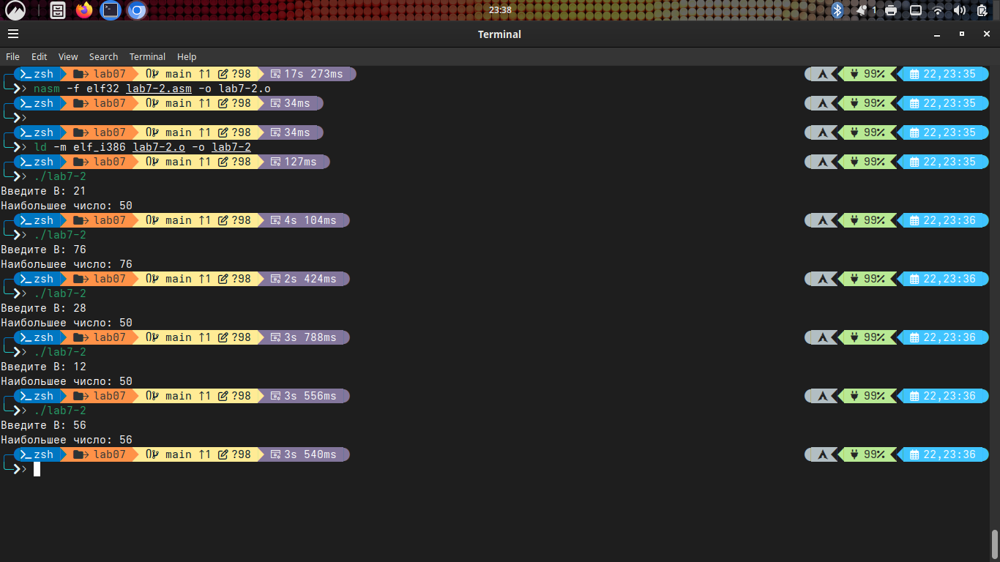 23:38
1
Terminal
File Edit View Search Terminal Help
zsh lab07 main ↑1 ?98 17s 273ms 99% 22,23:35
nasm -f elf32 lab7-2.asm -o lab7-2.o
zsh lab07 main ↑1 ?98 34ms 99% 22,23:35
zsh lab07 main ↑1 ?98 34ms 99% 22,23:35
ld -m elf_i386 lab7-2.o -o lab7-2
zsh lab07 main ↑1 ?98 127ms 99% 22,23:35
./lab7-2
Введите B: 21
Наибольшее число: 50
zsh lab07 main ↑1 ?98 4s 104ms 99% 22,23:36
./lab7-2
Введите B: 76
Наибольшее число: 76
zsh lab07 main ↑1 ?98 2s 424ms 99% 22,23:36
./lab7-2
Введите B: 28
Наибольшее число: 50
zsh lab07 main ↑1 ?98 3s 788ms 99% 22,23:36
./lab7-2
Введите B: 12
Наибольшее число: 50
zsh lab07 main ↑1 ?98 3s 556ms 99% 22,23:36
./lab7-2
Введите B: 56
Наибольшее число: 56
zsh lab07 main ↑1 ?98 3s 540ms 99% 22,23:36